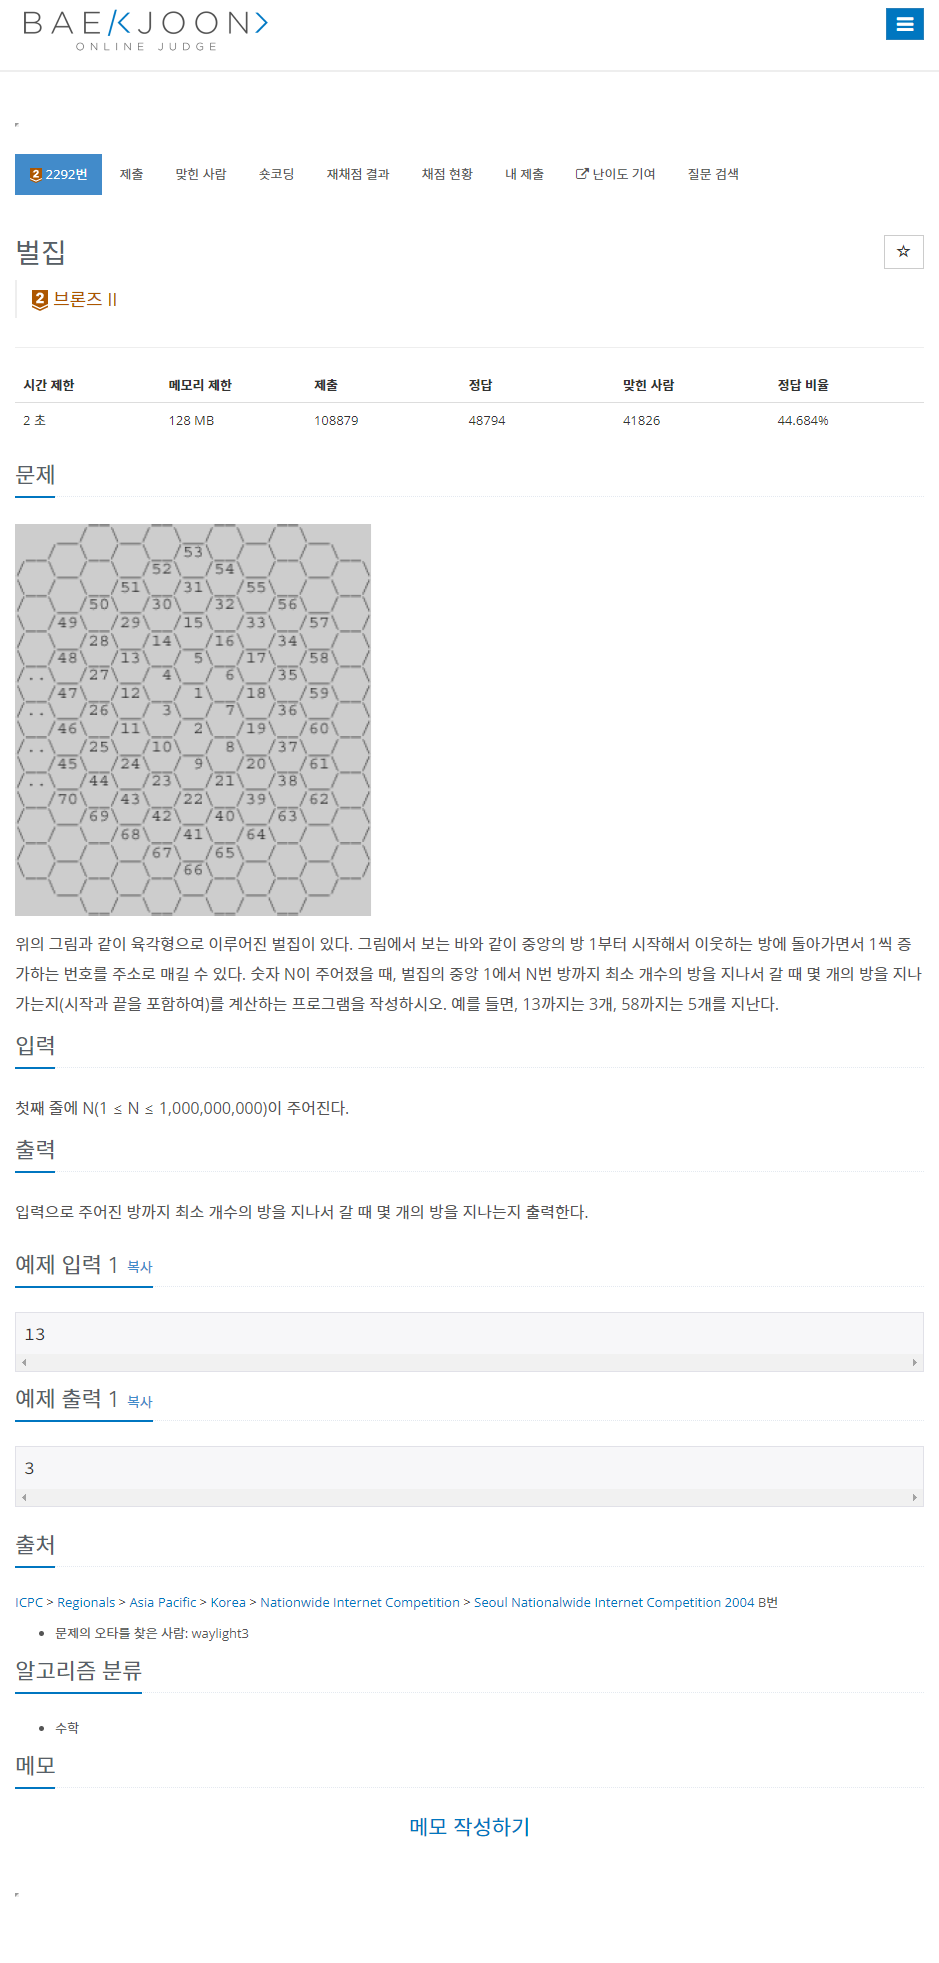 BAEKJOON>
ONLINE JUDGE
2 2292번 제출 맞힌 사람 숏코딩 재채점 결과 채점 현황 내 제출 난이도 기여 질문 검색
벌집
2 브론즈 II
시간 제한 메모리 제한 제출 정답 맞힌 사람 정답 비율
2 초 128 MB 108879 48794 41826 44.684%
문제
53
52 54
51 31 55
50 30 32 56
49 29 15 33 57
28 14 16 34
48 13 5 17 58
.. 27 4 6 35
47 12 1 18 59
.. 26 3 7 36
46 11 2 19 60
.. 25 10 8 37
45 24 9 20 61
.. 44 23 21 38
70 43 22 39 62
69 42 40 63
68 41 64
67 65
66
위의 그림과 같이 육각형으로 이루어진 벌집이 있다. 그림에서 보는 바와 같이 중앙의 방 1부터 시작해서 이웃하는 방에 돌아가면서 1씩 증
가하는 번호를 주소로 매길 수 있다. 숫자 N이 주어졌을 때, 벌집의 중앙 1에서 N번 방까지 최소 개수의 방을 지나서 갈 때 몇 개의 방을 지나
가는지(시작과 끝을 포함하여)를 계산하는 프로그램을 작성하시오. 예를 들면, 13까지는 3개, 58까지는 5개를 지난다.
입력
첫째 줄에 N(1 ≤ N ≤ 1,000,000,000)이 주어진다.
출력
입력으로 주어진 방까지 최소 개수의 방을 지나서 갈 때 몇 개의 방을 지나는지 출력한다.
예제 입력 1 복사
13
예제 출력 1 복사
3
출처
ICPC > Regionals > Asia Pacific > Korea > Nationwide Internet Competition > Seoul Nationalwide Internet Competition 2004 B번
• 문제의 오타를 찾은 사람: waylight3
알고리즘 분류
• 수학
메모
메모 작성하기